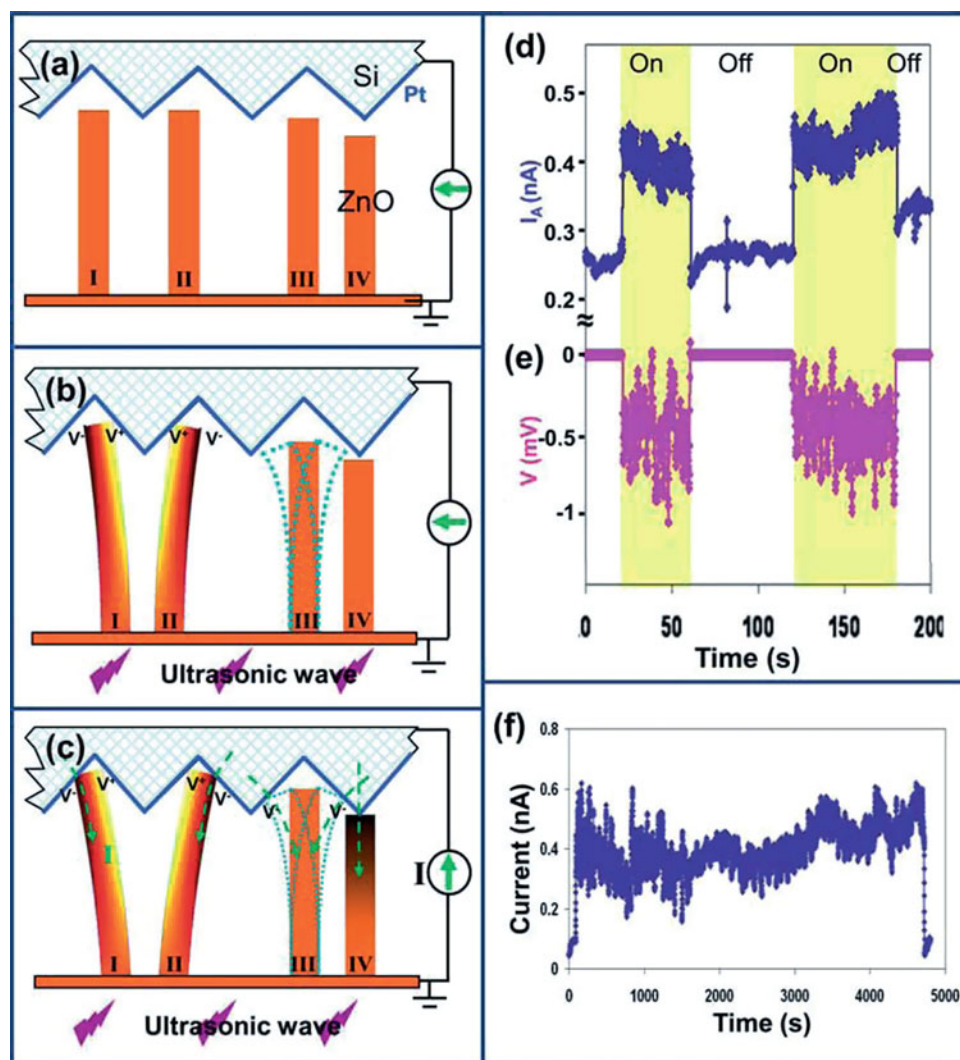 (a)
Si
Pt
ZnO
I
II
III
IV
(b)
V-
V+
V+
V-
I
II
III
IV
Ultrasonic wave
(c)
V-
V+
V+
V-
V-
V-
I
I
I
II
III
IV
Ultrasonic wave
(d)
On
Off
On
Off
0.5
0.4
0.3
0.2
I_A (nA)
≈
(e)
0
-0.5
-1
V (mV)
0
50
100
150
200
Time (s)
(f)
0.8
0.6
0.4
0.2
0
Current (nA)
0
1000
2000
3000
4000
5000
Time (s)